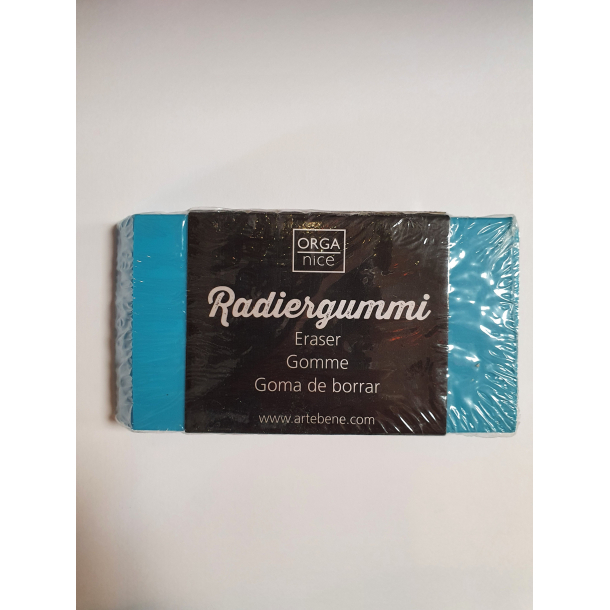 ORGA
nice
Radiergummi
Eraser
Gomme
Goma de borrar
www.artebene.com